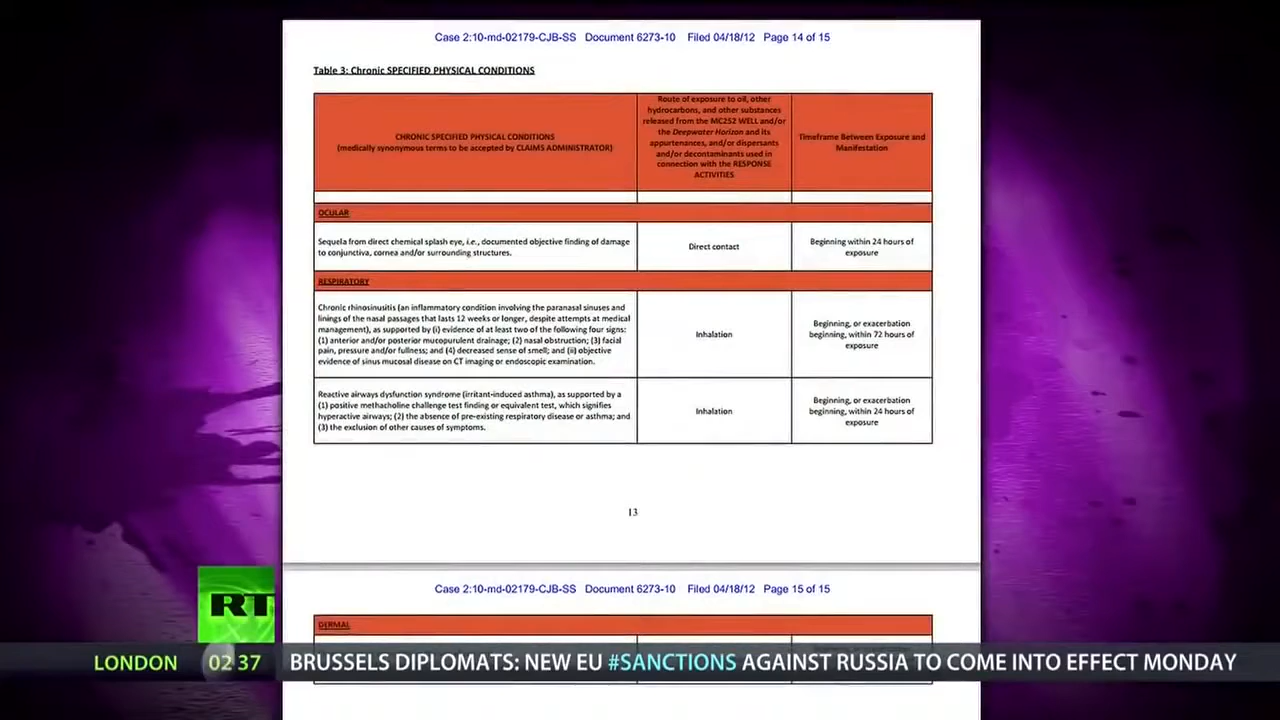 Case 2:10-md-02179-CJB-SS Document 6273-10 Filed 04/18/12 Page 14 of 15
Table 3: Chronic SPECIFIED PHYSICAL CONDITIONS
CHRONIC SPECIFIED PHYSICAL CONDITIONS
(medically synonymous terms to be accepted by CLAIMS ADMINISTRATOR)
Route of exposure to oil, other
hydrocarbons, and other substances
released from the MC252 WELL and/or
the Deepwater Horizon and its
appurtenances, and/or dispersants
and/or decontaminants used in
connection with the RESPONSE
ACTIVITIES
Timeframe Between Exposure and
Manifestation
OCULAR
Sequela from direct chemical splash eye, i.e., documented objective finding of damage
to conjunctiva, cornea and/or surrounding structures.
Direct contact
Beginning within 24 hours of
exposure
RESPIRATORY
Chronic rhinosinusitis (an inflammatory condition involving the paranasal sinuses and
linings of the nasal passages that lasts 12 weeks or longer, despite attempts at medical
management), as supported by (i) evidence of at least two of the following four signs:
(1) anterior and/or posterior mucopurulent drainage; (2) nasal obstruction; (3) facial
pain, pressure and/or fullness; and (4) decreased sense of smell; and (ii) objective
evidence of sinus mucosal disease on CT imaging or endoscopic examination.
Inhalation
Beginning, or exacerbation
beginning, within 72 hours of
exposure
Reactive airways dysfunction syndrome (irritant-induced asthma), as supported by a
(1) positive methacholine challenge test finding or equivalent test, which signifies
hyperactive airways; (2) the absence of pre-existing respiratory disease or asthma; and
(3) the exclusion of other causes of symptoms.
Inhalation
Beginning, or exacerbation
beginning, within 24 hours of
exposure
13
Case 2:10-md-02179-CJB-SS Document 6273-10 Filed 04/18/12 Page 15 of 15
DERMAL
RT
LONDON 02 37 BRUSSELS DIPLOMATS: NEW EU #SANCTIONS AGAINST RUSSIA TO COME INTO EFFECT MONDAY